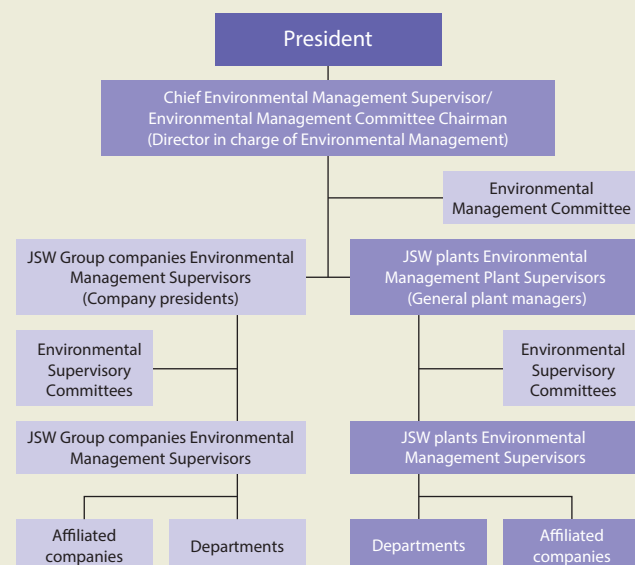 President
Chief Environmental Management Supervisor/
Environmental Management Committee Chairman
(Director in charge of Environmental Management)
Environmental
Management Committee
JSW Group companies Environmental
Management Supervisors
(Company presidents)
JSW plants Environmental
Management Plant Supervisors
(General plant managers)
Environmental
Supervisory
Committees
Environmental
Supervisory
Committees
JSW Group companies Environmental
Management Supervisors
JSW plants Environmental
Management Supervisors
Affiliated
companies
Departments
Departments
Affiliated
companies